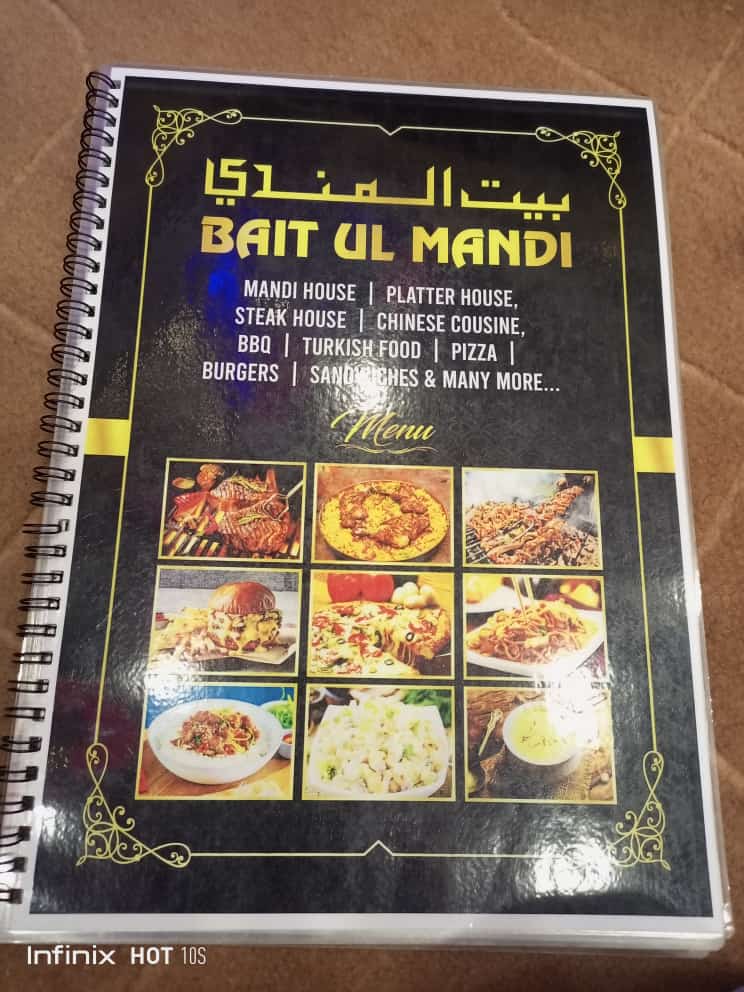 بيت المندي
BAIT UL MANDI
MANDI HOUSE | PLATTER HOUSE,
STEAK HOUSE | CHINESE COUSINE,
BBQ | TURKISH FOOD | PIZZA |
BURGERS | SANDWICHES & MANY MORE...
Menu
Infinix HOT 10S